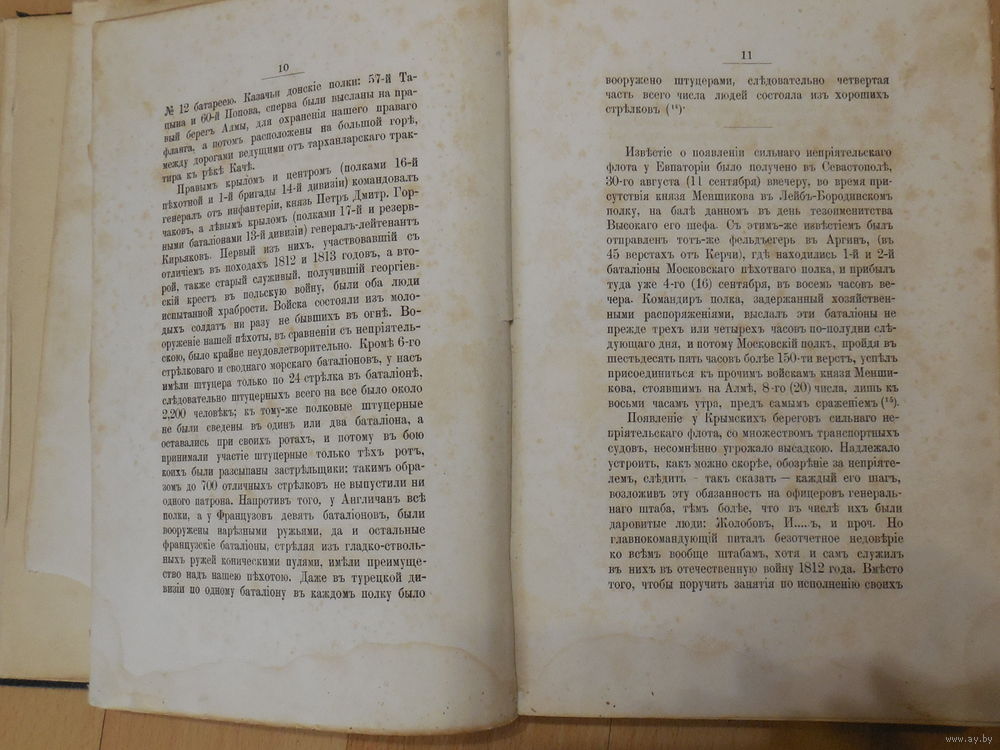 10
№ 12 батареею. Казачьи донскіе полки: 57-й Та-
цына и 60-й Попова, сперва были высланы на пра-
вый берегъ Алмы, для охраненія нашего праваго
фланга, а потомъ расположены на большой горѣ,
между дорогами ведущими отъ тарханларскаго трак-
тира къ рѣкѣ Качѣ.
Правымъ крыломъ и центромъ (полками 16-й
пѣхотной и 1-й бригады 14-й дивизіи) командовалъ
генералъ отъ инфантеріи, князь Петръ Дмитр. Гор-
чаковъ, а лѣвымъ крыломъ (полками 17-й и резерв-
ными баталіонами 13-й дивизіи) генералъ-лейтенантъ
Кирьяковъ. Первый изъ нихъ, участвовавшій съ
отличіемъ въ походахъ 1812 и 1813 годовъ, а вто-
рой, также старый служивый, получившій георгіев-
скій крестъ въ польскую войну, были оба люди
испытанной храбрости. Войска состояли изъ моло-
дыхъ солдатъ ни разу не бывшихъ въ огнѣ. Во-
оруженіе нашей пѣхоты, въ сравненіи съ непріятель-
скою, было крайне неудовлетворительно. Кромѣ 6-го
стрѣлковаго и своднаго морскаго баталіоновъ, у насъ
имѣли штуцера только по 24 стрѣлка въ баталіонѣ,
слѣдовательно штуцерныхъ всего на все было около
2,200 человѣкъ; къ тому-же полковые штуцерные
не были сведены въ одинъ или два баталіона, а
оставались при своихъ ротахъ, и потому въ бою
принимали участіе штуцерные только тѣхъ ротъ,
коихъ были разсыпаны застрѣльщики: такимъ обра-
зомъ до 700 отличныхъ стрѣлковъ не выпустили ни
одного патрона. Напротивъ того, у Англичанъ всѣ
полки, а у Французовъ девять баталіоновъ, были
вооружены нарѣзными ружьями, да и остальные
французскіе баталіоны, стрѣляя изъ гладко-стволь-
ныхъ ружей коническими пулями, имѣли преимуще-
ство надъ нашею пѣхотою. Даже въ турецкой ди-
визіи по одному баталіону въ каждомъ полку было
11
вооружено штуцерами, слѣдовательно четвертая
часть всего числа людей состояла изъ хорошихъ
стрѣлковъ (¹⁴).
Извѣстіе о появленіи сильнаго непріятельскаго
флота у Евпаторіи было получено въ Севастополѣ,
30-го августа (11 сентября) ввечеру, во время при-
сутствія князя Меншикова въ Лейбъ-Бородинскомъ
полку, на балѣ данномъ въ день тезоименитства
Высокаго его шефа. Съ этимъ-же извѣстіемъ былъ
отправленъ тотъ-же фельдъегерь въ Аргинъ, (въ
45 верстахъ отъ Керчи), гдѣ находились 1-й и 2-й
баталіоны Московскаго пѣхотнаго полка, и прибылъ
туда уже 4-го (16) сентября, въ восемь часовъ ве-
чера. Командиръ полка, задержанный хозяйствен-
ными распоряженіями, выслалъ эти баталіоны не
прежде трехъ или четырехъ часовъ по-полудни слѣ-
дующаго дня, и потому Московскій полкъ, пройдя въ
шестьдесятъ пять часовъ болѣе 150-ти верстъ, успѣлъ
присоединиться къ прочимъ войскамъ князя Менши-
кова, стоявшимъ на Алмѣ, 8-го (20) числа, лишь къ
восьми часамъ утра, предъ самымъ сраженіемъ (¹⁵).
Появленіе у Крымскихъ береговъ сильнаго не-
пріятельскаго флота, со множествомъ транспортныхъ
судовъ, несомнѣнно угрожало высадкою. Надлежало
устроить, какъ можно скорѣе, обозрѣніе за непріяте-
лемъ, слѣдить - такъ сказать — каждый его шагъ,
возложивъ эту обязанность на офицеровъ генераль-
наго штаба, тѣмъ болѣе, что въ числѣ ихъ были
даровитые люди: Жолобовъ, И.....ъ, и проч. Но
главнокомандующій питалъ безотчетное недовѣріе
ко всѣмъ вообще штабамъ, хотя и самъ служилъ
въ нихъ въ отечественную войну 1812 года. Вмѣсто
того, чтобы поручить занятія по исполненію своихъ
www.ay.by